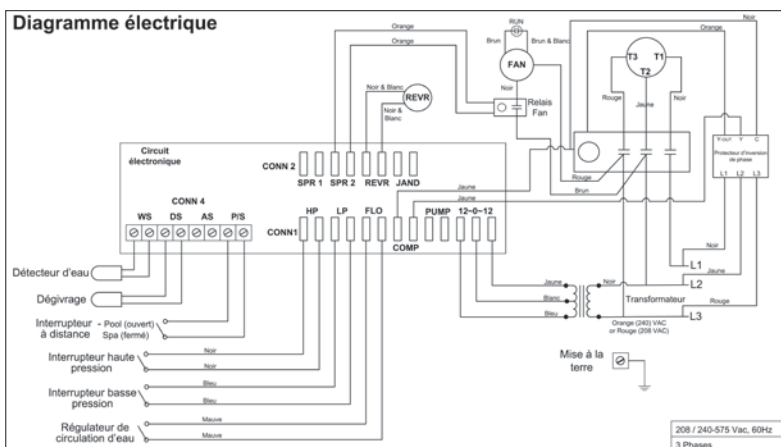 Diagramme électrique
Orange
Orange
RUN
Brun
Brun & Blanc
FAN
Noir
Orange
Noir
T3
T1
T2
Rouge
Jaune
Noir
Noir & Blanc
Noir &
Blanc
REVR
Relais
Fan
Y-out
Y
C
Protecteur d'inversion
de phase
L1
L2
L3
Circuit
électronique
CONN 2
SPR 1
SPR 2
REVR
JAND
Jaune
Jaune
Rouge
Brun
CONN 4
WS
DS
AS
P/S
CONN1
HP
LP
FLO
COMP
PUMP
12~0~12
Détecteur d'eau
Dégivrage
Interrupteur
à distance
- Pool (ouvert)
Spa (fermé)
Interrupteur haute
pression
Noir
Noir
Interrupteur basse
pression
Bleu
Bleu
Régulateur de
circulation d'eau
Mauve
Mauve
Jaune
Blanc
Bleu
Noir
Transformateur
Orange (240) VAC
or Rouge (208 VAC)
Noir
L1
Jaune
L2
Rouge
L3
Mise à la
terre
208 / 240-575 Vac, 60Hz
3 Phases